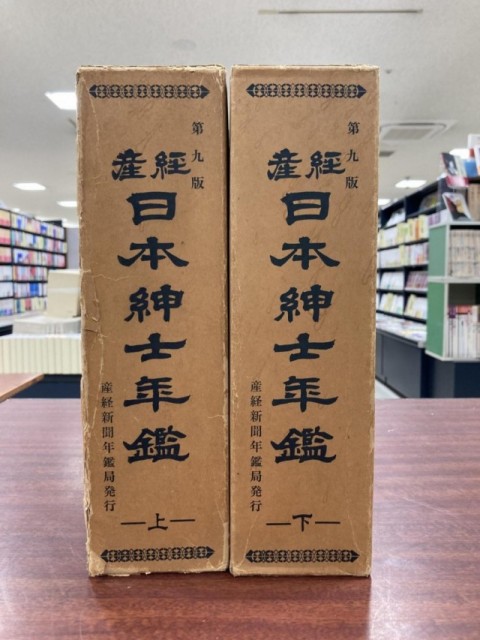 第九版
産経
日本紳士年鑑
産経新聞年鑑局発行
上
第九版
産経
日本紳士年鑑
産経新聞年鑑局発行
下